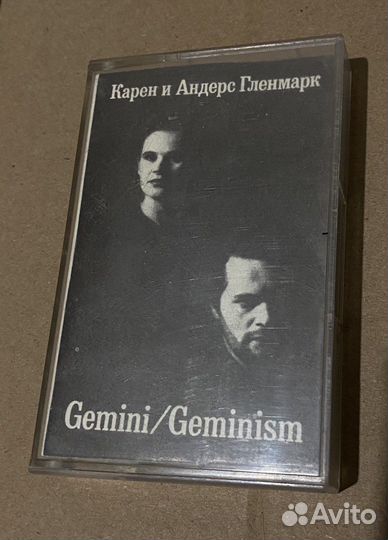 Карен и Андерс Гленмарк
Gemini/Geminism
Avito